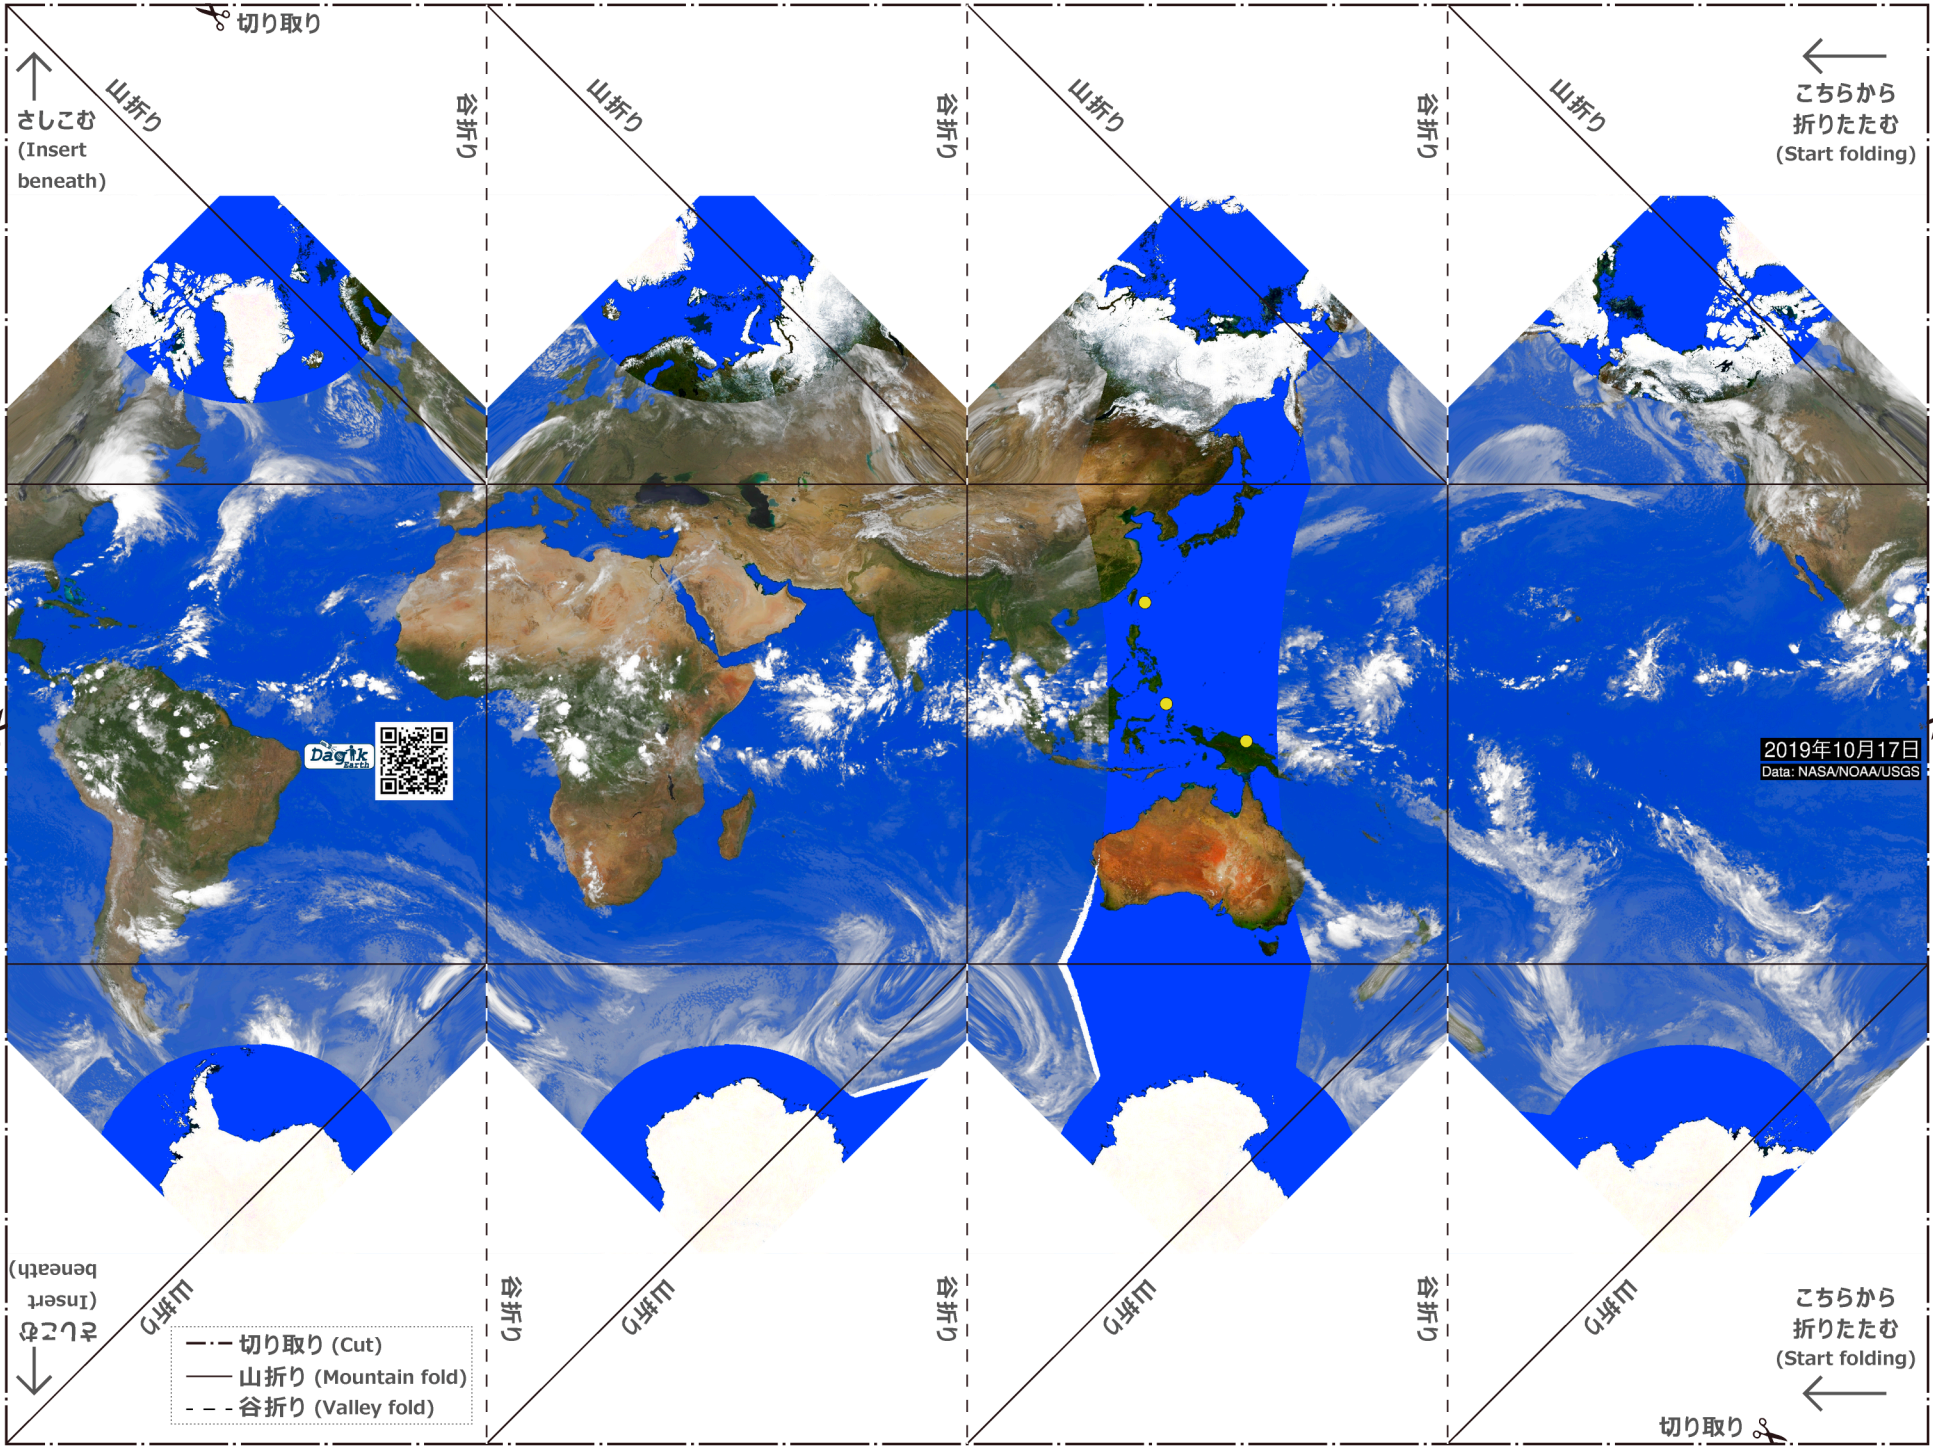 切り取り
山折り
谷折り
山折り
谷折り
山折り
谷折り
山折り
さしこむ
(Insert
beneath)
こちらから
折りたたむ
(Start folding)
Dagik
Earth
2019年10月17日
Data: NASA/NOAA/USGS
さしこむ
(Insert
beneath)
山折り
谷折り
山折り
谷折り
山折り
谷折り
山折り
こちらから
折りたたむ
(Start folding)
切り取り (Cut)
山折り (Mountain fold)
谷折り (Valley fold)
切り取り